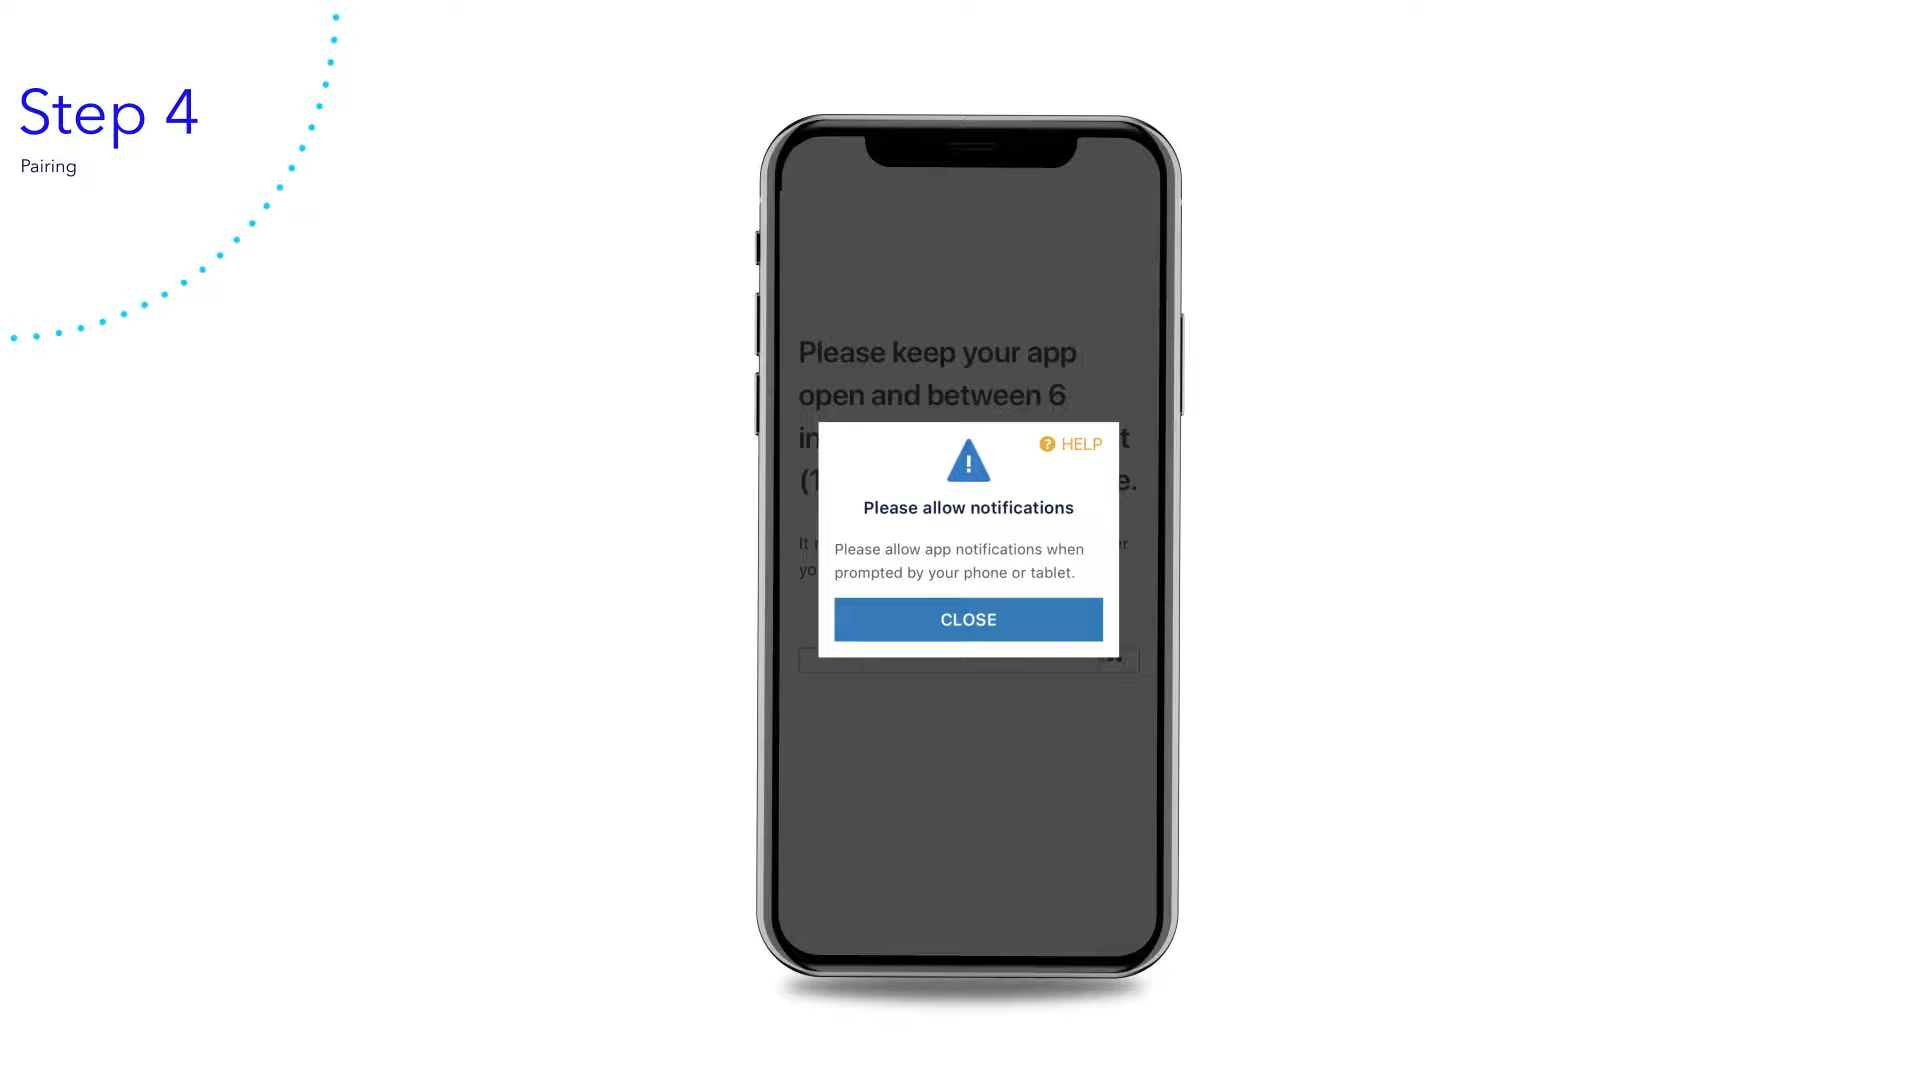 Step 4
Pairing
Please keep your app
open and between 6
? HELP
!
Please allow notifications
Please allow app notifications when
prompted by your phone or tablet.
It
CLOSE